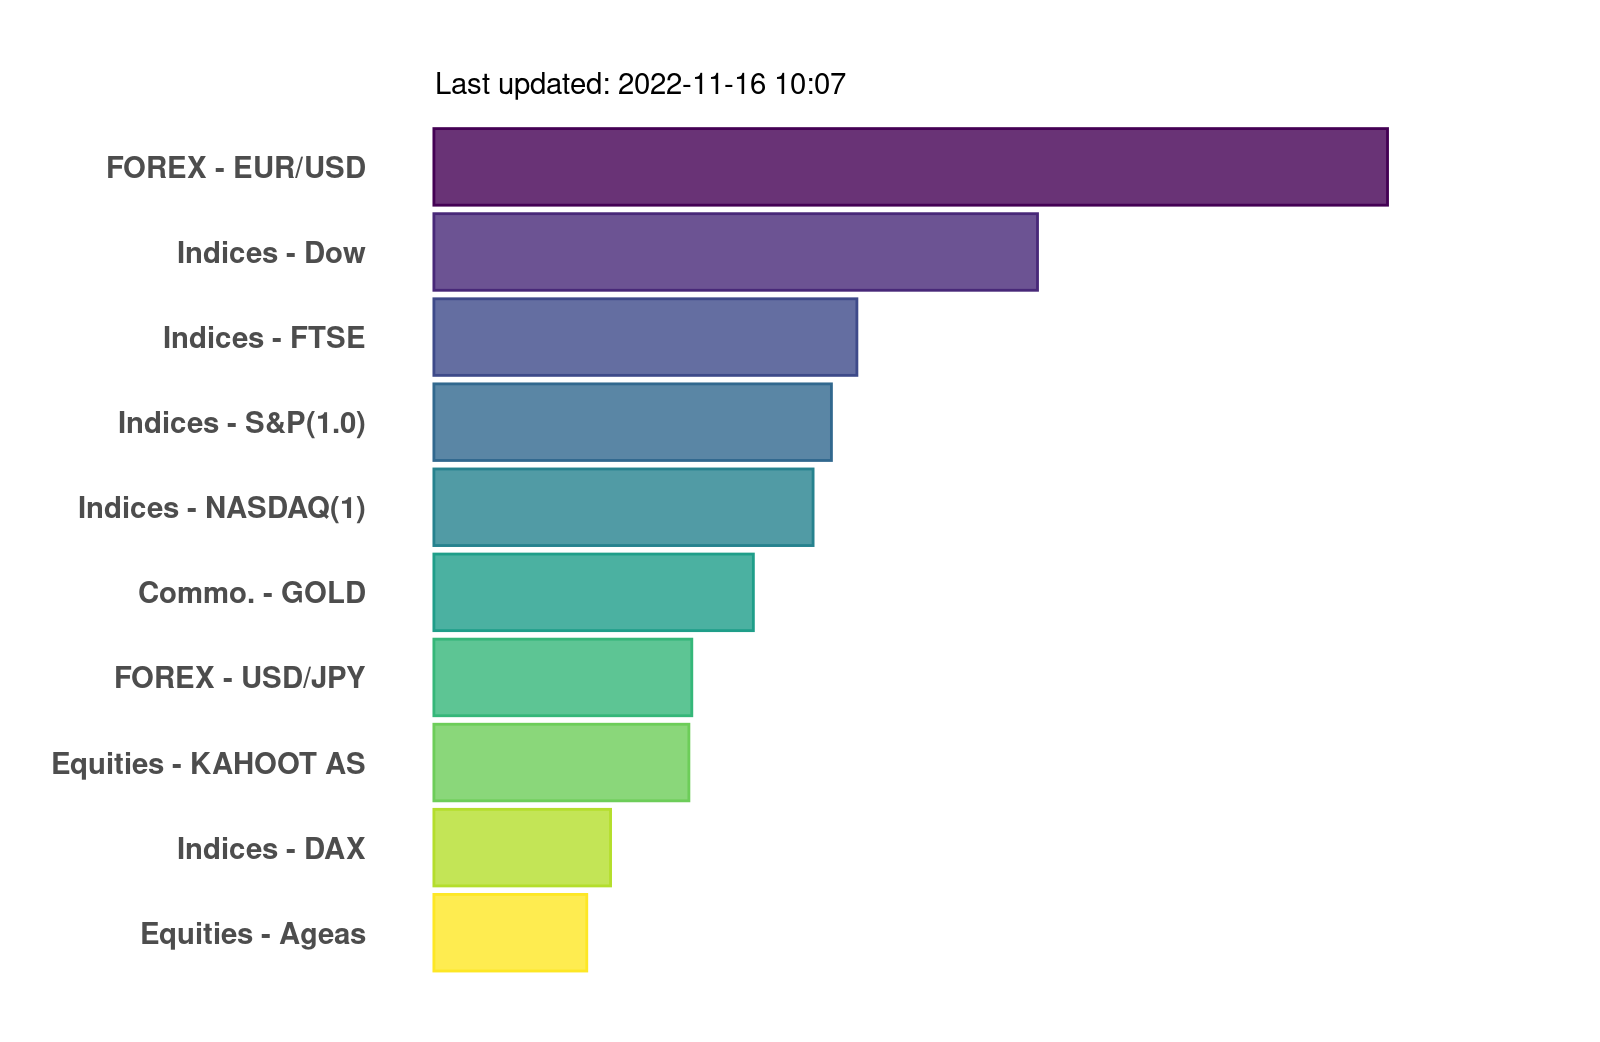 Last updated: 2022-11-16 10:07
FOREX - EUR/USD
Indices - Dow
Indices - FTSE
Indices - S&P(1.0)
Indices - NASDAQ(1)
Commo. - GOLD
FOREX - USD/JPY
Equities - KAHOOT AS
Indices - DAX
Equities - Ageas